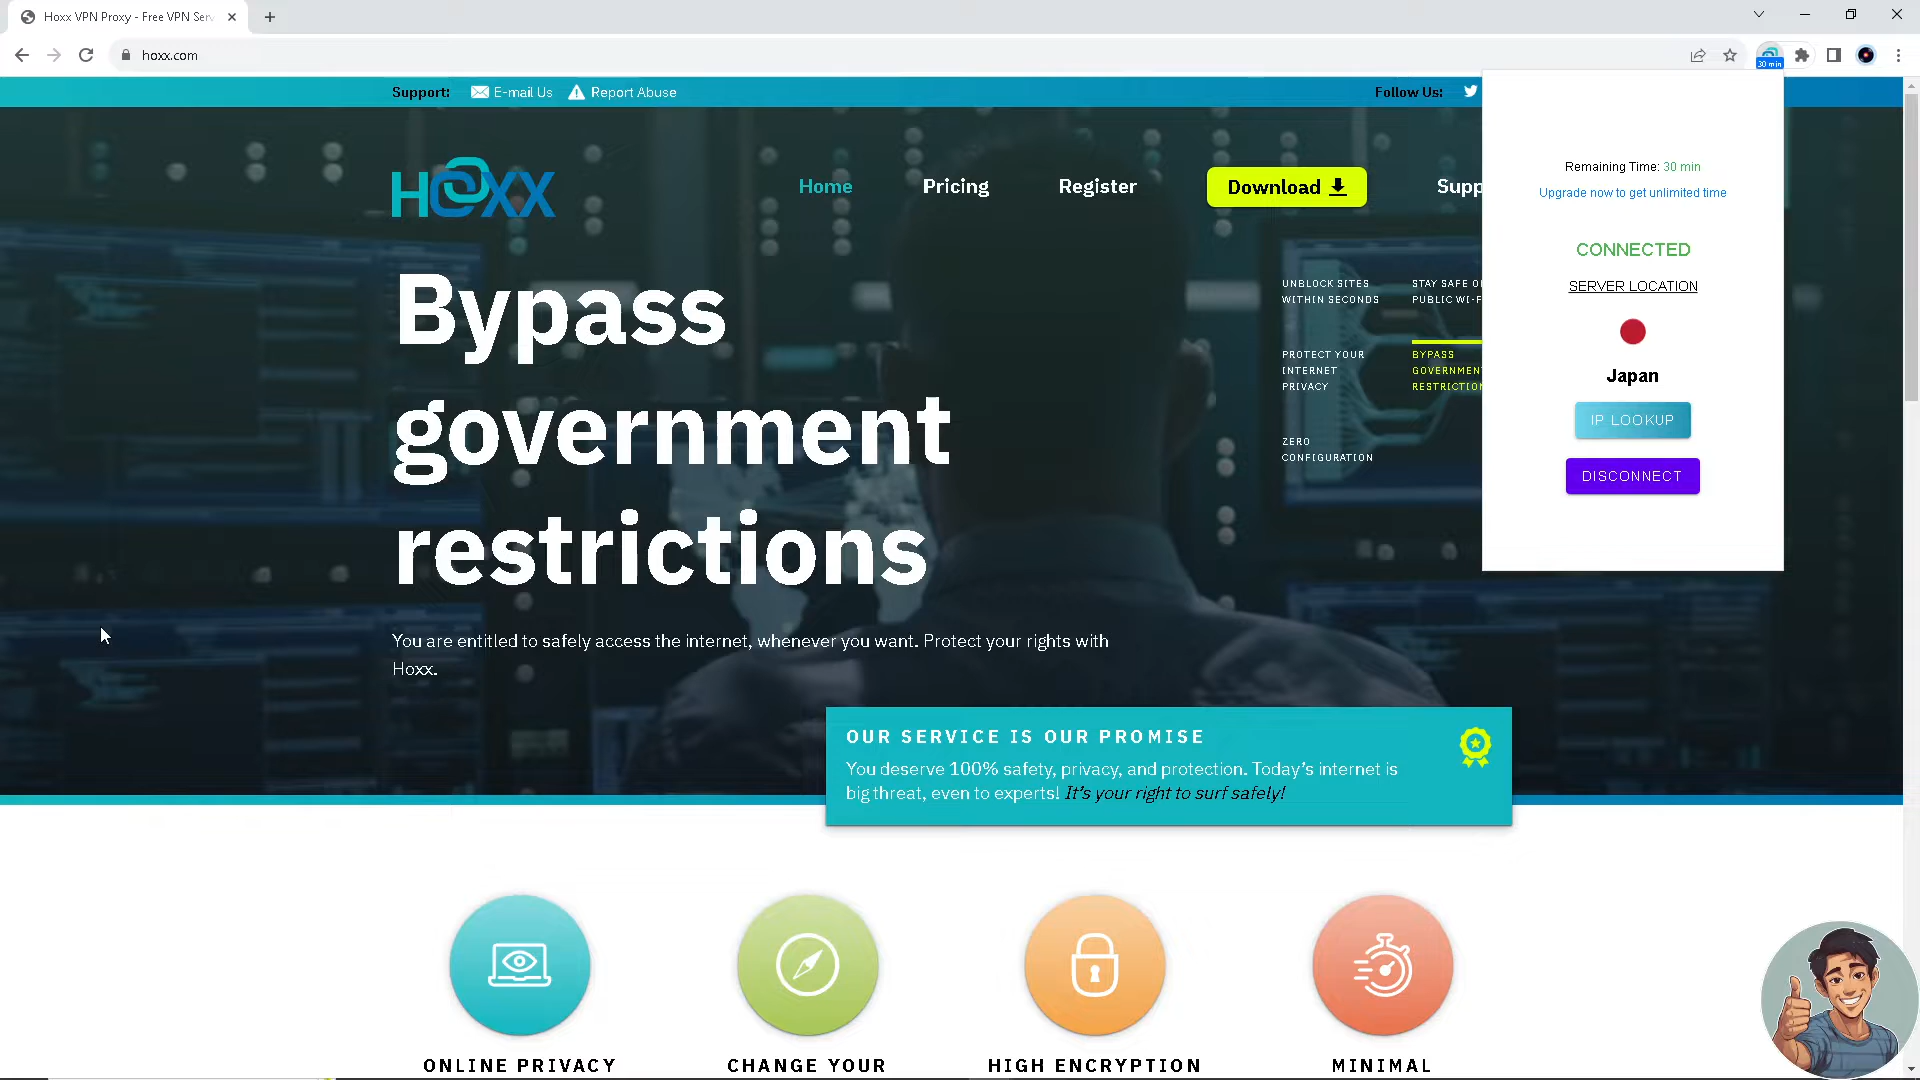 Hoxx VPN Proxy - Free VPN Serv
hoxx.com
30 min
Support: E-mail Us Report Abuse
Follow Us:
HOXX
Home
Pricing
Register
Download
Supp
Bypass
government
restrictions
You are entitled to safely access the internet, whenever you want. Protect your rights with
Hoxx.
UNBLOCK SITES
WITHIN SECONDS
STAY SAFE O
PUBLIC WI-F
PROTECT YOUR
INTERNET
PRIVACY
BYPASS
GOVERNMEN
RESTRICTION
ZERO
CONFIGURATION
Remaining Time: 30 min
Upgrade now to get unlimited time
CONNECTED
SERVER LOCATION
Japan
IP LOOKUP
DISCONNECT
OUR SERVICE IS OUR PROMISE
You deserve 100% safety, privacy, and protection. Today’s internet is
big threat, even to experts! It’s your right to surf safely!
ONLINE PRIVACY
CHANGE YOUR
HIGH ENCRYPTION
MINIMAL